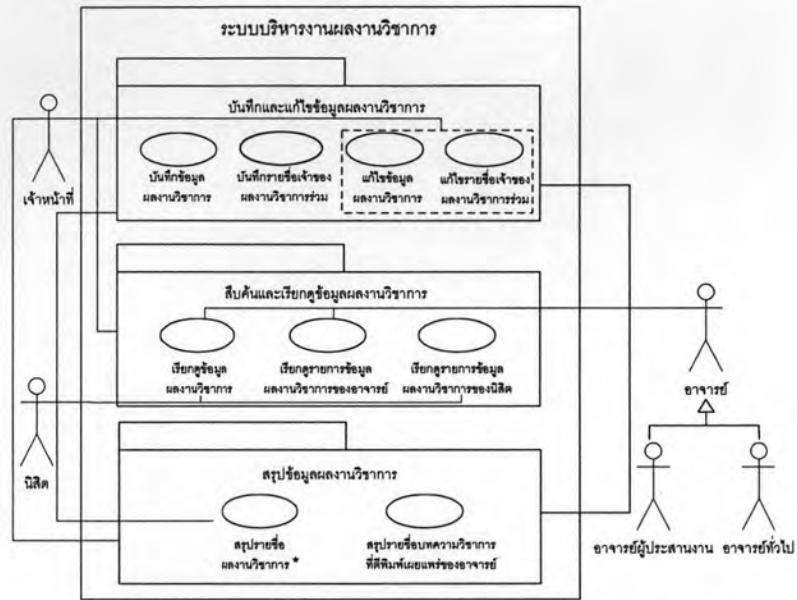 ระบบบริหารงานผลงานวิชาการ
บันทึกและแก้ไขข้อมูลผลงานวิชาการ
บันทึกข้อมูล
ผลงานวิชาการ
บันทึกรายชื่อเจ้าของ
ผลงานวิชาการร่วม
แก้ไขข้อมูล
ผลงานวิชาการ
แก้ไขรายชื่อเจ้าของ
ผลงานวิชาการร่วม
เจ้าหน้าที่
สืบค้นและเรียกดูข้อมูลผลงานวิชาการ
เรียกดูข้อมูล
ผลงานวิชาการ
เรียกดูรายการข้อมูล
ผลงานวิชาการของอาจารย์
เรียกดูรายการข้อมูล
ผลงานวิชาการของนิสิต
อาจารย์
นิสิต
สรุปข้อมูลผลงานวิชาการ
สรุปรายชื่อ
ผลงานวิชาการ *
สรุปรายชื่อบทความวิชาการ
ที่ตีพิมพ์เผยแพร่ของอาจารย์
อาจารย์ผู้ประสานงาน
อาจารย์ทั่วไป